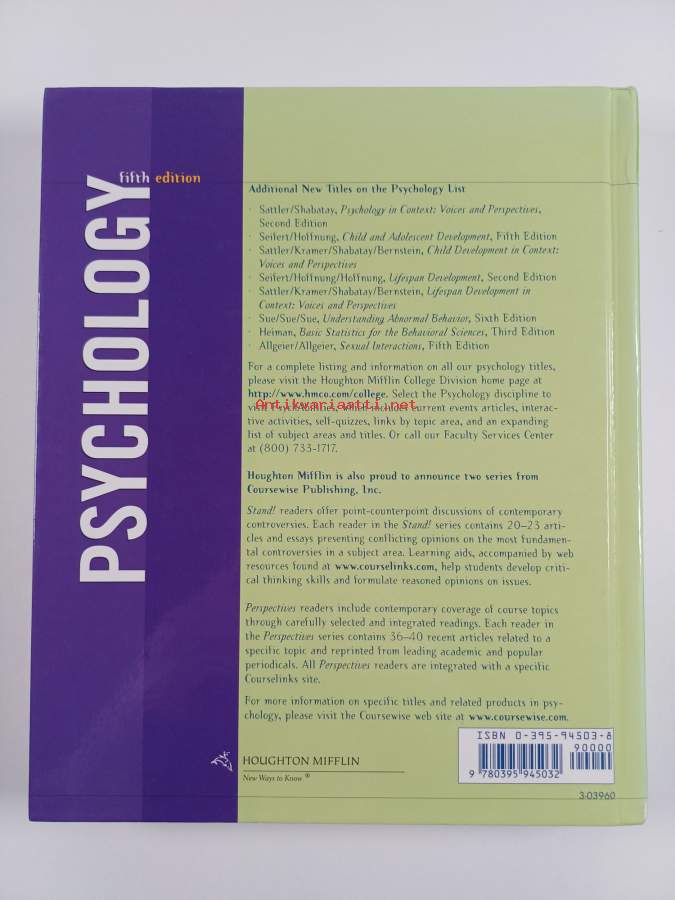 PSYCHOLOGY
fifth edition
Additional New Titles on the Psychology List
· Sattler/Shabatay, Psychology in Context: Voices and Perspectives,
Second Edition
· Seifert/Hoffnung, Child and Adolescent Development, Fifth Edition
· Sattler/Kramer/Shabatay/Bernstein, Child Development in Context:
Voices and Perspectives
· Seifert/Hoffnung/Hoffnung, Lifespan Development, Second Edition
· Sattler/Kramer/Shabatay/Bernstein, Lifespan Development in
Context: Voices and Perspectives
· Sue/Sue/Sue, Understanding Abnormal Behavior, Sixth Edition
· Heiman, Basic Statistics for the Behavioral Sciences, Third Edition
· Allgeier/Allgeier, Sexual Interactions, Fifth Edition
For a complete listing and information on all our psychology titles,
please visit the Houghton Mifflin College Division home page at
http://www.hmco.com/college. Select the Psychology discipline to
Antikvariaatti.net
visit which include current events articles, interac-
tive activities, self-quizzes, links by topic area, and an expanding
list of subject areas and titles. Or call our Faculty Services Center
at (800) 733-1717.
Houghton Mifflin is also proud to announce two series from
Coursewise Publishing, Inc.
Stand! readers offer point-counterpoint discussions of contemporary
controversies. Each reader in the Stand! series contains 20–23 arti-
cles and essays presenting conflicting opinions on the most fundamen-
tal controversies in a subject area. Learning aids, accompanied by web
resources found at www.courselinks.com, help students develop criti-
cal thinking skills and formulate reasoned opinions on issues.
Perspectives readers include contemporary coverage of course topics
through carefully selected and integrated readings. Each reader in
the Perspectives series contains 36–40 recent articles related to a
specific topic and reprinted from leading academic and popular
periodicals. All Perspectives readers are integrated with a specific
Courselinks site.
For more information on specific titles and related products in psy-
chology, please visit the Coursewise web site at www.coursewise.com.
ISBN 0-395-94503-8
90000
9 780395 945032
HOUGHTON MIFFLIN
New Ways to Know ®
3-03960